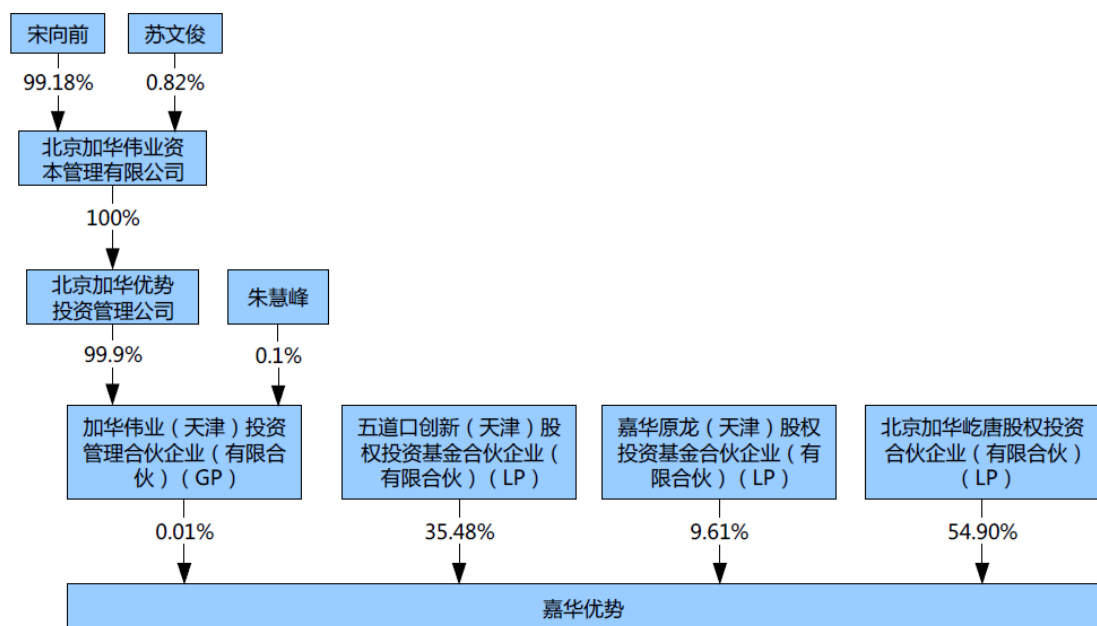 宋向前
苏文俊
99.18%
0.82%
北京加华伟业资
本管理有限公司
100%
北京加华优势
投资管理公司
朱慧峰
99.9%
0.1%
加华伟业（天津）投资
管理合伙企业（有限合
伙）（GP）
五道口创新（天津）股
权投资基金合伙企业（
有限合伙）（LP）
嘉华原龙（天津）股权
投资基金合伙企业（有
限合伙）（LP）
北京加华屹唐股权投资
合伙企业（有限合伙）
（LP）
0.01%
35.48%
9.61%
54.90%
嘉华优势